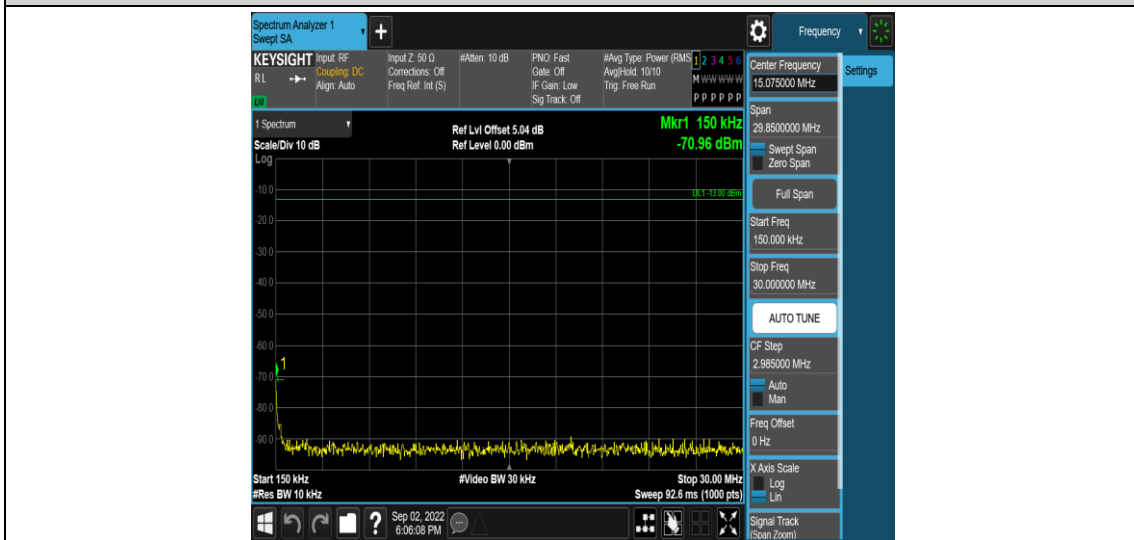 Spectrum Analyzer 1
Swept SA
+
Frequency
KEYSIGHT
RL
LXI
Input: RF
Coupling: DC
Align: Auto
Input Z: 50 Ω
Corrections: Off
Freq Ref: Int (S)
#Atten: 10 dB
PNO: Fast
Gate: Off
IF Gain: Low
Sig Track: Off
#Avg Type: Power (RMS
Avg|Hold: 10/10
Trig: Free Run
1 2 3 4 5 6
M W W W W W
P P P P P P
1 Spectrum
Scale/Div 10 dB
Ref Lvl Offset 5.04 dB
Ref Level 0.00 dBm
Mkr1 150 kHz
-70.96 dBm
Log
-10.0
DL1 -13.00 dBm
-20.0
-30.0
-40.0
-50.0
-60.0
1
-70.0
-80.0
-90.0
Start 150 kHz
#Video BW 30 kHz
Stop 30.00 MHz
#Res BW 10 kHz
Sweep 92.6 ms (1000 pts)
?
Sep 02, 2022
6:06:08 PM
Center Frequency
15.075000 MHz
Settings
Span
29.8500000 MHz
Swept Span
Zero Span
Full Span
Start Freq
150.000 kHz
Stop Freq
30.000000 MHz
AUTO TUNE
CF Step
2.985000 MHz
Auto
Man
Freq Offset
0 Hz
X Axis Scale
Log
Lin
Signal Track
(Span Zoom)